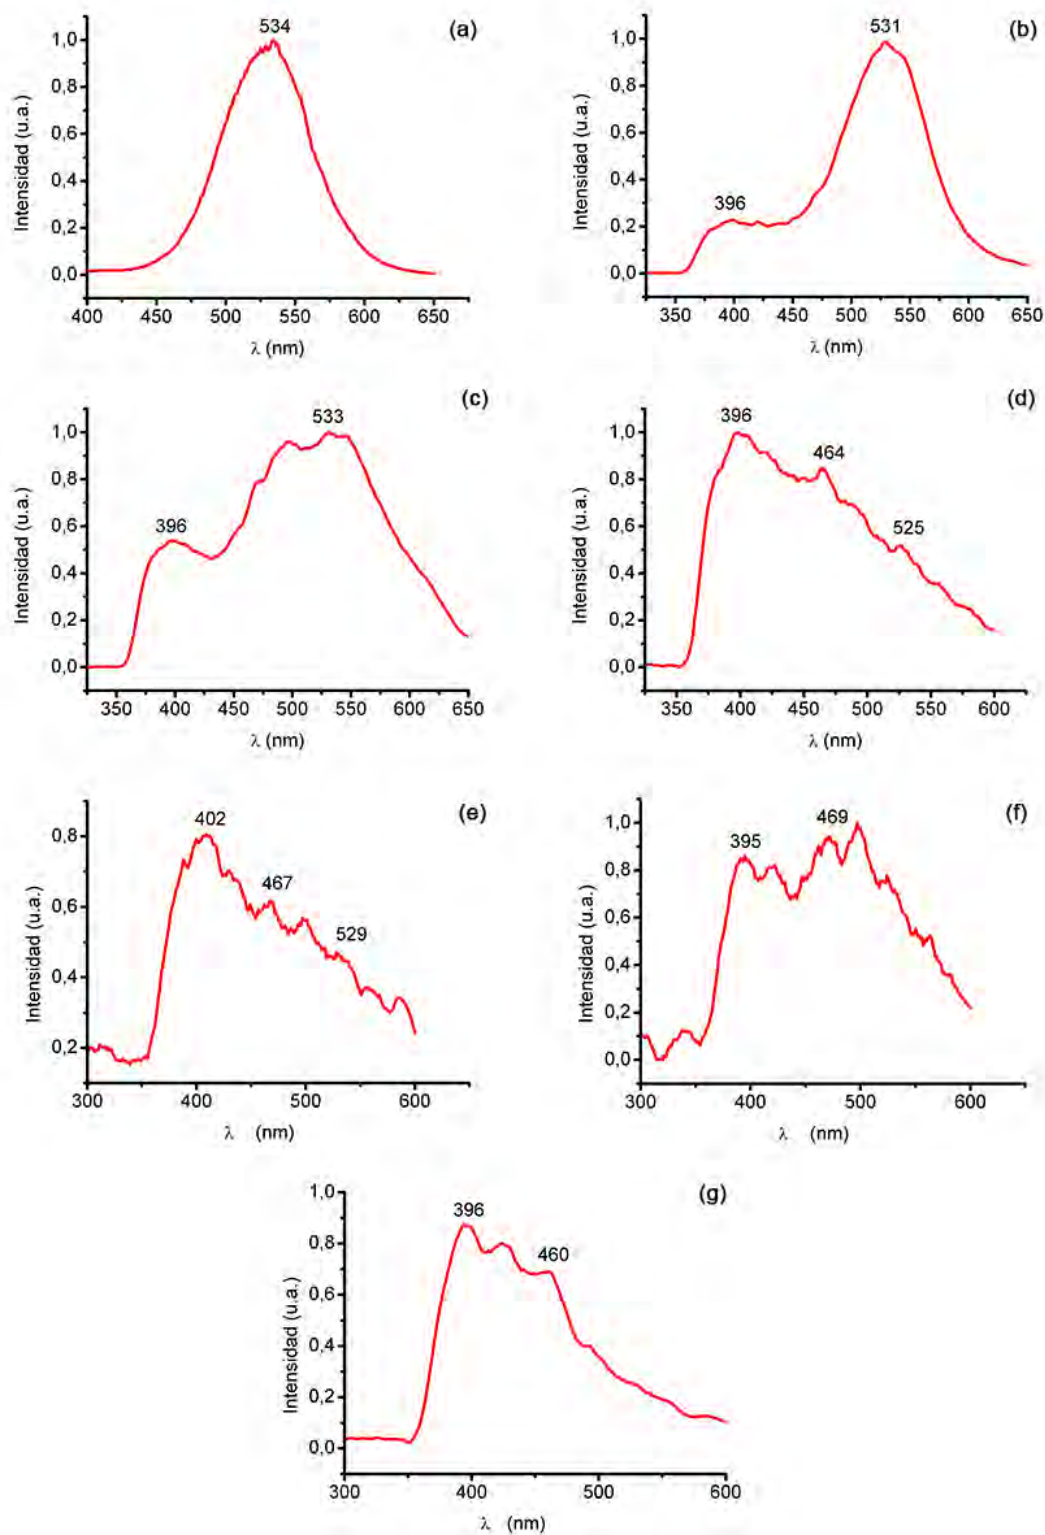 534
(a)
1,0
0,8
0,6
0,4
0,2
0,0
Intensidad (u.a.)
400 450 500 550 600 650
λ (nm)
531
(b)
396
1,0
0,8
0,6
0,4
0,2
0,0
Intensidad (u.a.)
350 400 450 500 550 600 650
λ (nm)
(c)
533
396
1,0
0,8
0,6
0,4
0,2
0,0
Intensidad (u.a.)
350 400 450 500 550 600 650
λ (nm)
(d)
396
464
525
1,0
0,8
0,6
0,4
0,2
0,0
Intensidad (u.a.)
350 400 450 500 550 600
λ (nm)
(e)
402
467
529
0,8
0,6
0,4
0,2
Intensidad (u.a.)
300 400 500 600
λ (nm)
(f)
395
469
1,0
0,8
0,6
0,4
0,2
0,0
Intensidad (u.a.)
300 400 500 600
λ (nm)
(g)
396
460
1,0
0,8
0,6
0,4
0,2
0,0
Intensidad (u.a.)
300 400 500 600
λ (nm)